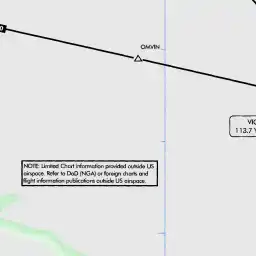 OMVIN
VIC
113.7 V
NOTE: Limited Chart Information provided outside US
airspace. Refer to DoD (NGA) or foreign charts and
flight information publications outside US airspace.